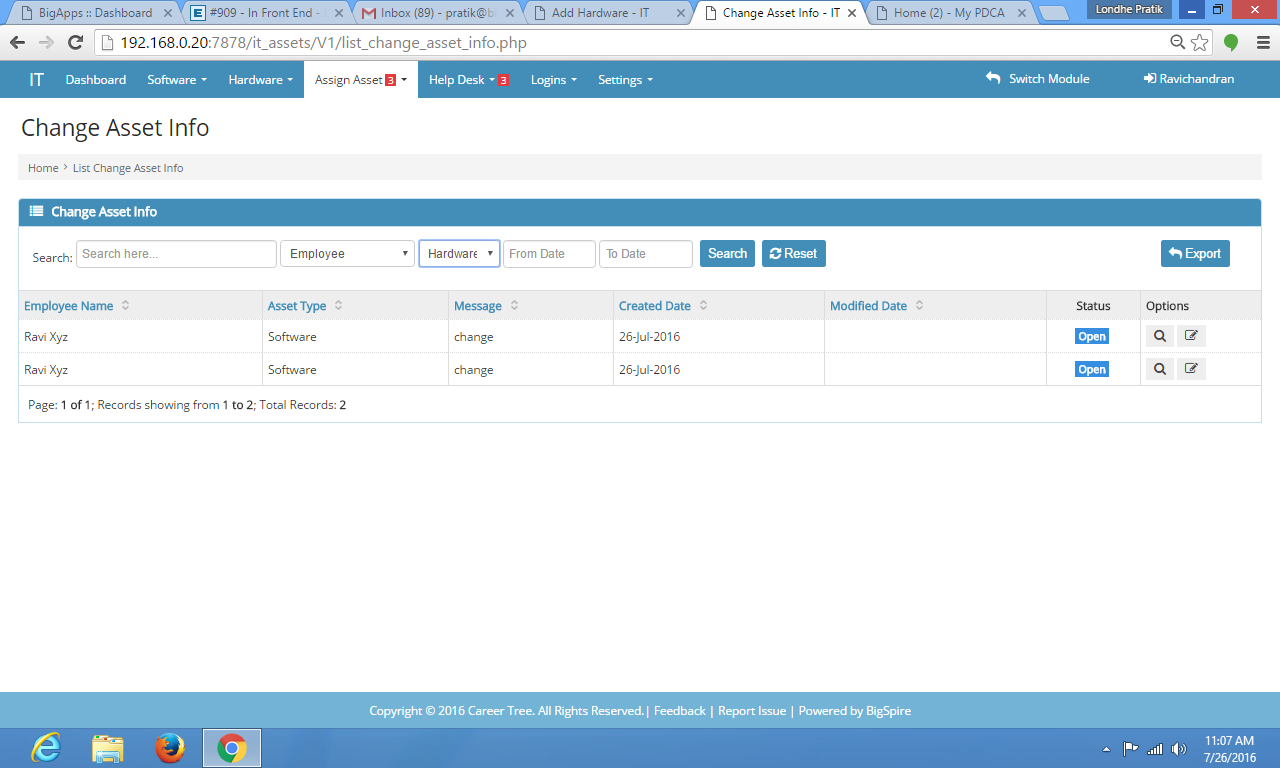 BigApps :: Dashboard #909 - In Front End - Inbox (89) - pratik@b Add Hardware - IT Change Asset Info - IT Home (2) - My PDCA Londhe Pratik
192.168.0.20:7878/it_assets/V1/list_change_asset_info.php
IT Dashboard Software Hardware Assign Asset 3 Help Desk 3 Logins Settings Switch Module Ravichandran
Change Asset Info
Home > List Change Asset Info
Change Asset Info
Search: Search here... Employee Hardware From Date To Date Search Reset Export
Employee Name Asset Type Message Created Date Modified Date Status Options
Ravi Xyz Software change 26-Jul-2016 Open
Ravi Xyz Software change 26-Jul-2016 Open
Page: 1 of 1; Records showing from 1 to 2; Total Records: 2
Copyright © 2016 Career Tree. All Rights Reserved.| Feedback | Report Issue | Powered by BigSpire
11:07 AM
7/26/2016